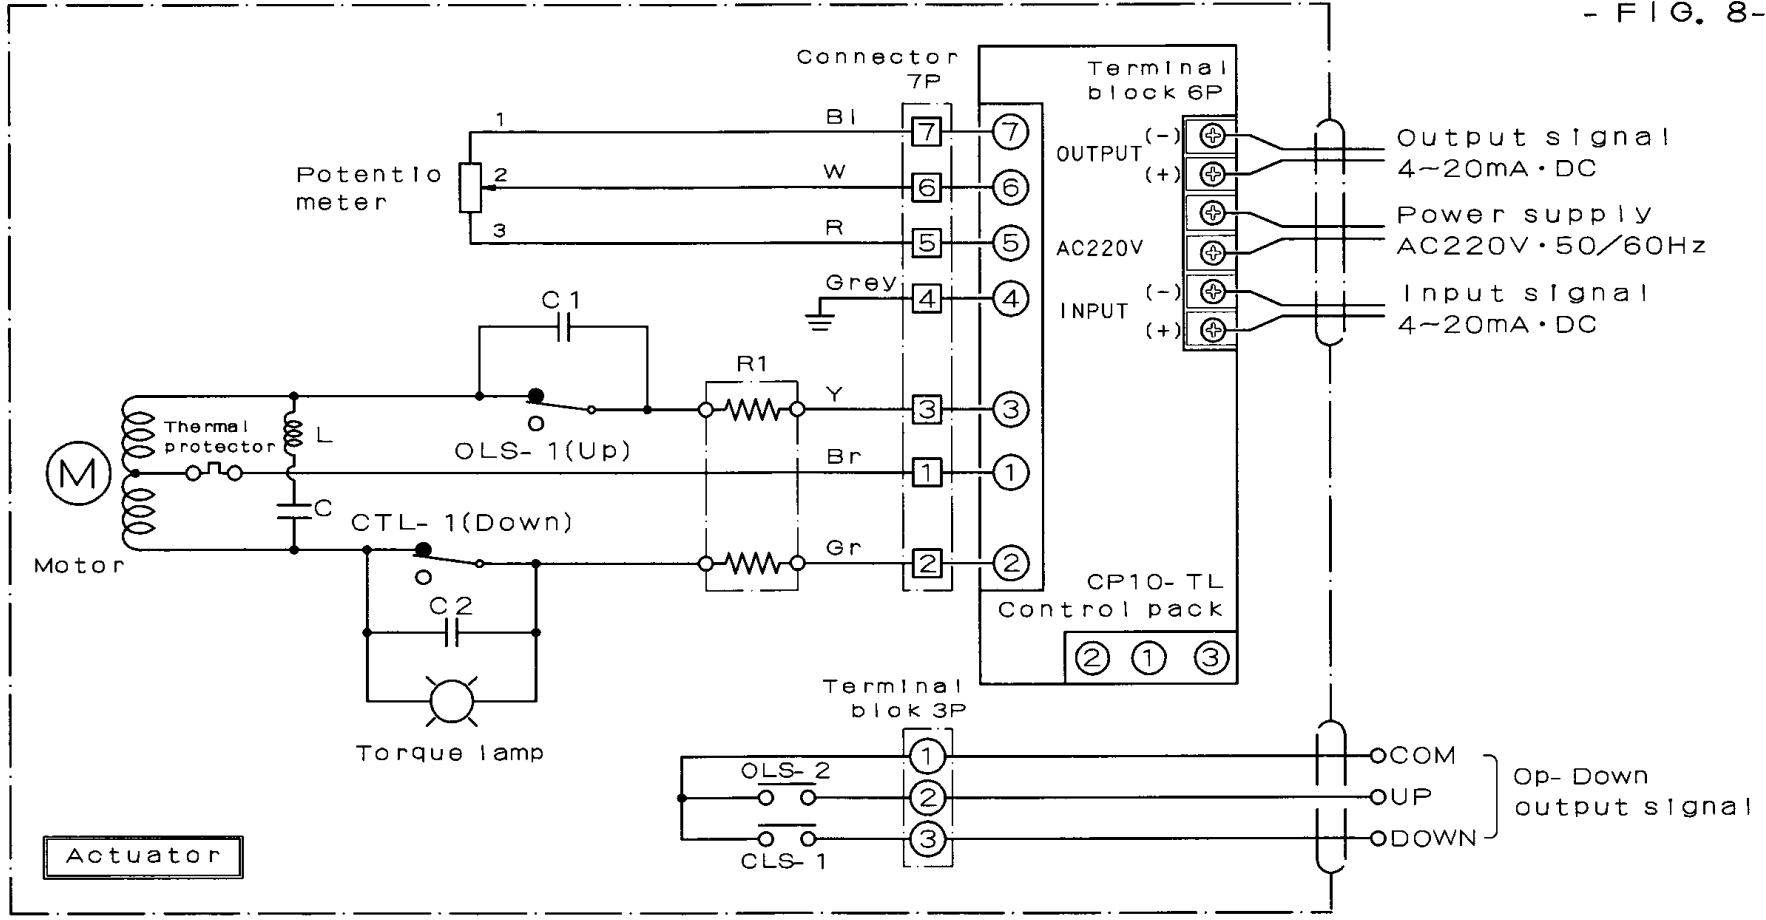 - FIG. 8-
Connector
7P
Terminal
block 6P
1
Bl
7
7
OUTPUT
(-)
(+)
Output signal
4~20mA・DC
Potentio
meter
2
W
6
6
3
R
5
5
AC220V
Power supply
AC220V・50/60Hz
Grey
4
4
INPUT
(-)
(+)
Input signal
4~20mA・DC
C1
R1
Y
3
3
Thermal
protector
L
OLS-1(Up)
M
Br
1
1
C
CTL-1(Down)
Motor
Gr
2
2
C2
CP10-TL
Control pack
2 1 3
Torque lamp
Terminal
blok 3P
1
COM
OLS-2
2
UP
Op-Down
output signal
3
DOWN
CLS-1
Actuator